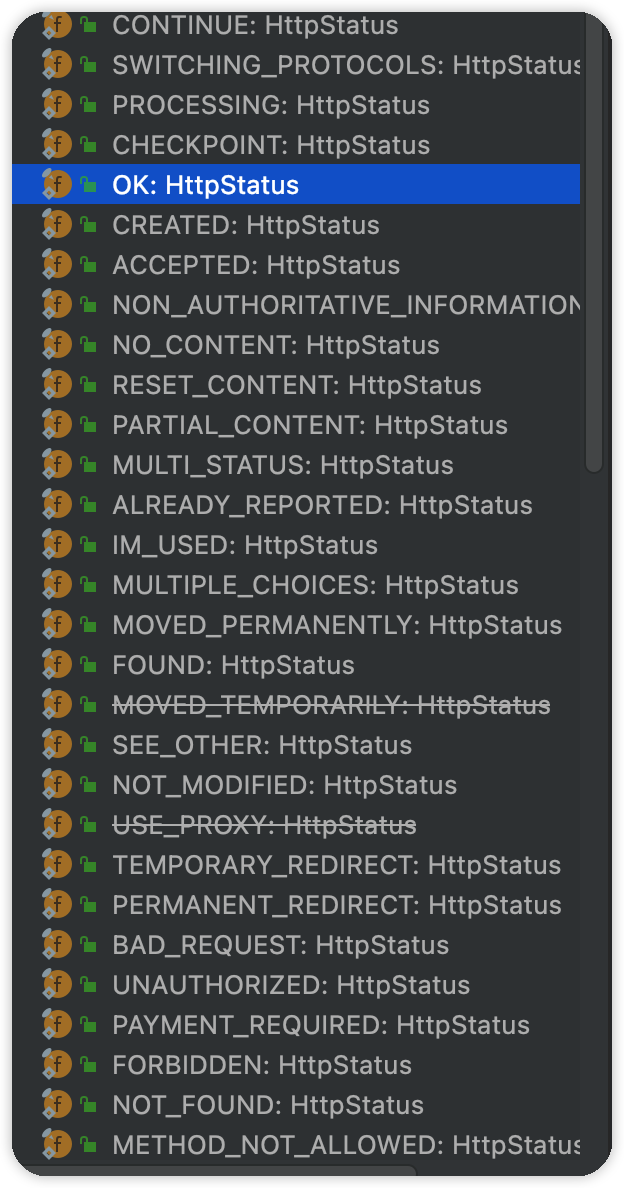 CONTINUE: HttpStatus
SWITCHING_PROTOCOLS: HttpStatus
PROCESSING: HttpStatus
CHECKPOINT: HttpStatus
OK: HttpStatus
CREATED: HttpStatus
ACCEPTED: HttpStatus
NON_AUTHORITATIVE_INFORMATION
NO_CONTENT: HttpStatus
RESET_CONTENT: HttpStatus
PARTIAL_CONTENT: HttpStatus
MULTI_STATUS: HttpStatus
ALREADY_REPORTED: HttpStatus
IM_USED: HttpStatus
MULTIPLE_CHOICES: HttpStatus
MOVED_PERMANENTLY: HttpStatus
FOUND: HttpStatus
MOVED_TEMPORARILY: HttpStatus
SEE_OTHER: HttpStatus
NOT_MODIFIED: HttpStatus
USE_PROXY: HttpStatus
TEMPORARY_REDIRECT: HttpStatus
PERMANENT_REDIRECT: HttpStatus
BAD_REQUEST: HttpStatus
UNAUTHORIZED: HttpStatus
PAYMENT_REQUIRED: HttpStatus
FORBIDDEN: HttpStatus
NOT_FOUND: HttpStatus
METHOD_NOT_ALLOWED: HttpStatus